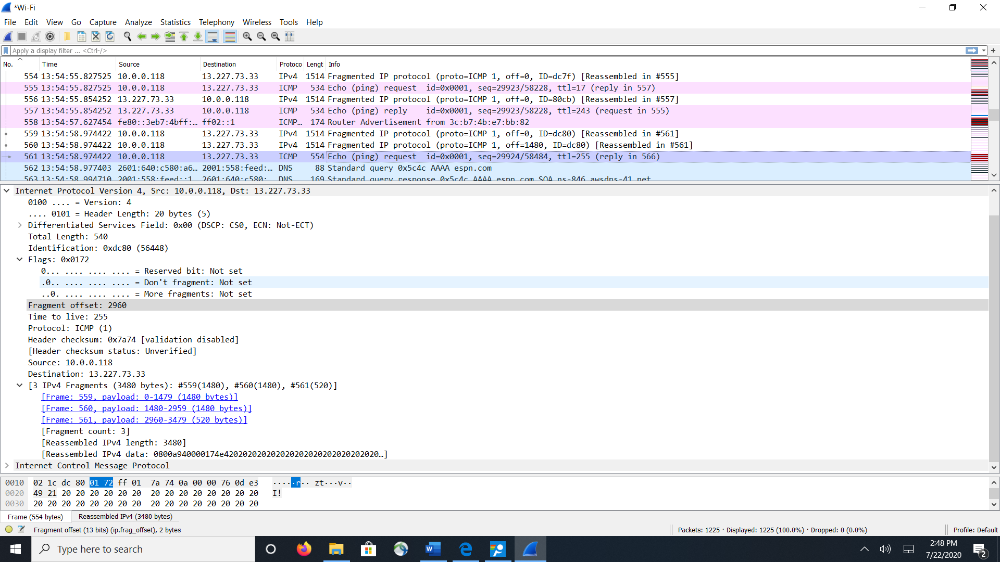 *Wi-Fi
File Edit View Go Capture Analyze Statistics Telephony Wireless Tools Help
Apply a display filter ... <Ctrl-/>
No. Time Source Destination Protoco Lengt Info
554 13:54:55.827525 10.0.0.118 13.227.73.33 IPv4 1514 Fragmented IP protocol (proto=ICMP 1, off=0, ID=dc7f) [Reassembled in #555]
555 13:54:55.827525 10.0.0.118 13.227.73.33 ICMP 534 Echo (ping) request id=0x0001, seq=29923/58228, ttl=17 (reply in 557)
556 13:54:55.854252 13.227.73.33 10.0.0.118 IPv4 1514 Fragmented IP protocol (proto=ICMP 1, off=0, ID=80cb) [Reassembled in #557]
557 13:54:55.854252 13.227.73.33 10.0.0.118 ICMP 534 Echo (ping) reply id=0x0001, seq=29923/58228, ttl=243 (request in 555)
558 13:54:57.627454 fe80::3eb7:4bff:… ff02::1 ICMP… 174 Router Advertisement from 3c:b7:4b:e7:bb:82
559 13:54:58.974422 10.0.0.118 13.227.73.33 IPv4 1514 Fragmented IP protocol (proto=ICMP 1, off=0, ID=dc80) [Reassembled in #561]
560 13:54:58.974422 10.0.0.118 13.227.73.33 IPv4 1514 Fragmented IP protocol (proto=ICMP 1, off=1480, ID=dc80) [Reassembled in #561]
561 13:54:58.974422 10.0.0.118 13.227.73.33 ICMP 554 Echo (ping) request id=0x0001, seq=29924/58484, ttl=255 (reply in 566)
562 13:54:58.977403 2601:640:c580:a6… 2001:558:feed:… DNS 88 Standard query 0x5c4c AAAA espn.com
563 13:54:58.994710 2001:558:feed::1 2601:640:c580: DNS 169 Standard query response 0x5c4c AAAA espn.com SOA ns-846.awsdns-41.net
Internet Protocol Version 4, Src: 10.0.0.118, Dst: 13.227.73.33
0100 .... = Version: 4
.... 0101 = Header Length: 20 bytes (5)
Differentiated Services Field: 0x00 (DSCP: CS0, ECN: Not-ECT)
Total Length: 540
Identification: 0xdc80 (56448)
Flags: 0x0172
0... .... .... .... = Reserved bit: Not set
.0.. .... .... .... = Don't fragment: Not set
..0. .... .... .... = More fragments: Not set
Fragment offset: 2960
Time to live: 255
Protocol: ICMP (1)
Header checksum: 0x7a74 [validation disabled]
[Header checksum status: Unverified]
Source: 10.0.0.118
Destination: 13.227.73.33
[3 IPv4 Fragments (3480 bytes): #559(1480), #560(1480), #561(520)]
[Frame: 559, payload: 0-1479 (1480 bytes)]
[Frame: 560, payload: 1480-2959 (1480 bytes)]
[Frame: 561, payload: 2960-3479 (520 bytes)]
[Fragment count: 3]
[Reassembled IPv4 length: 3480]
[Reassembled IPv4 data: 0800a940000174e420202020202020202020202020202020…]
Internet Control Message Protocol
0010 02 1c dc 80 01 72 ff 01 7a 74 0a 00 00 76 0d e3 ·····r·· zt···v··
0020 49 21 20 20 20 20 20 20 20 20 20 20 20 20 20 20 I!
0030 20 20 20 20 20 20 20 20 20 20 20 20 20 20 20 20
Frame (554 bytes) Reassembled IPv4 (3480 bytes)
Fragment offset (13 bits) (ip.frag_offset), 2 bytes Packets: 1225 · Displayed: 1225 (100.0%) · Dropped: 0 (0.0%) Profile: Default
Type here to search
2:48 PM
7/22/2020
2